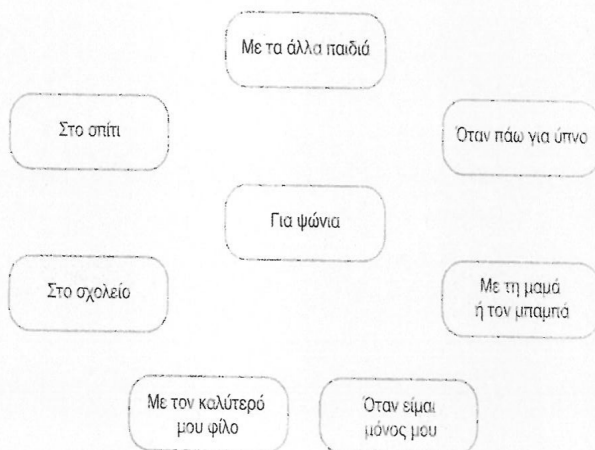 Με τα άλλα παιδιά
Στο σπίτι
Όταν πάω για ύπνο
Για ψώνια
Στο σχολείο
Με τη μαμά
ή τον μπαμπά
Με τον καλύτερό
μου φίλο
Όταν είμαι
μόνος μου